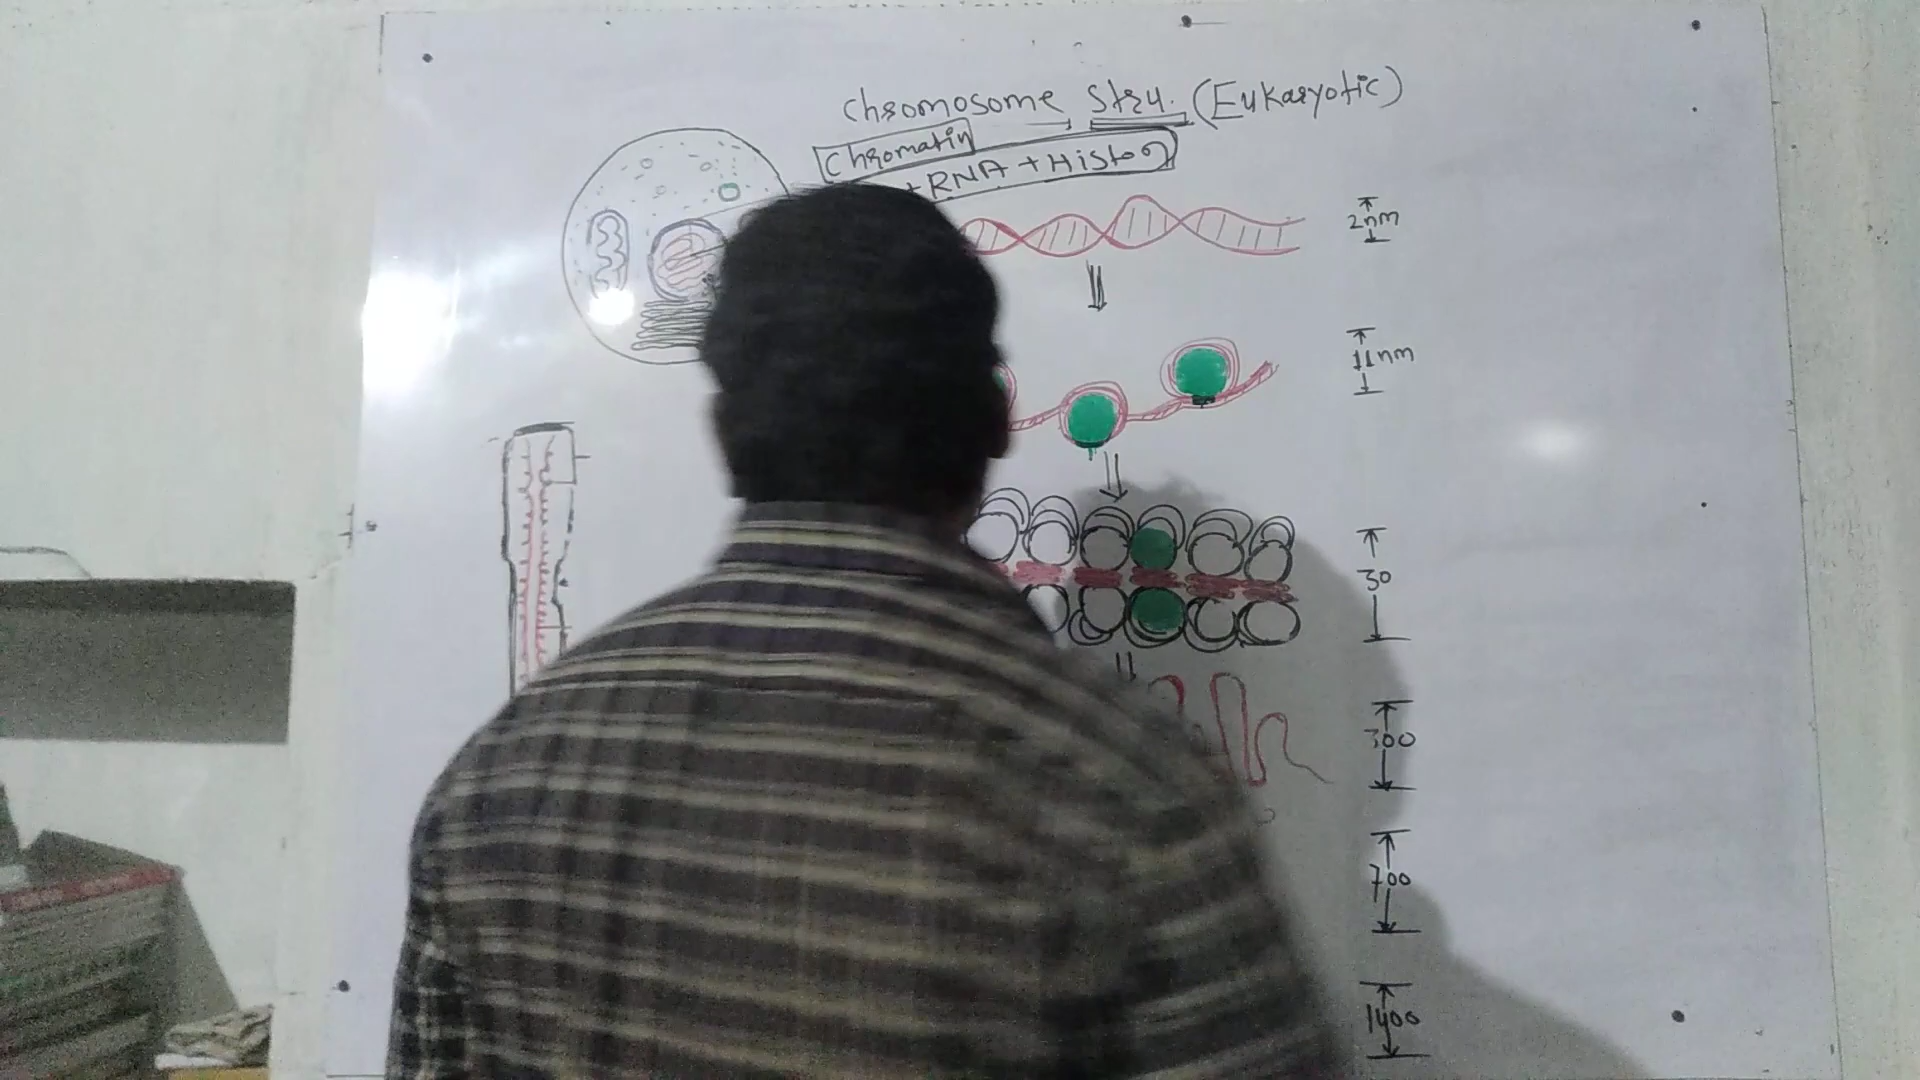 Chromosome Stru. (Eukaryotic)
Chromatin
+ RNA + Histon
2nm
11nm
30
300
700
1400